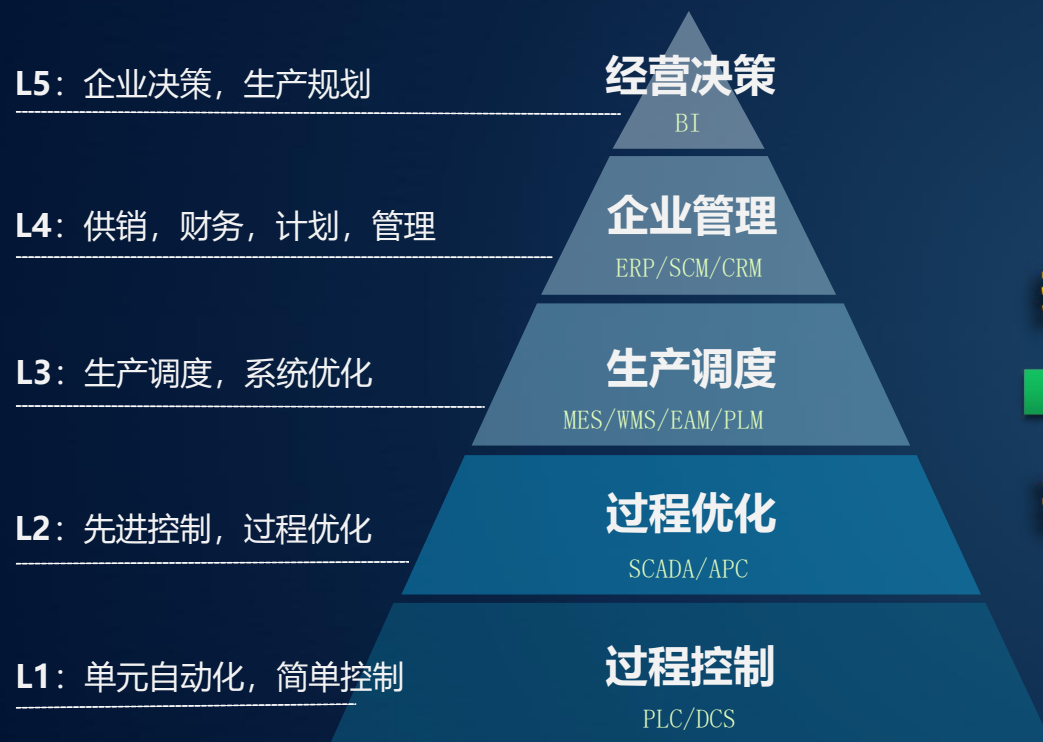 L5：企业决策，生产规划
经营决策
BI
L4：供销，财务，计划，管理
企业管理
ERP/SCM/CRM
L3：生产调度，系统优化
生产调度
MES/WMS/EAM/PLM
L2：先进控制，过程优化
过程优化
SCADA/APC
L1：单元自动化，简单控制
过程控制
PLC/DCS